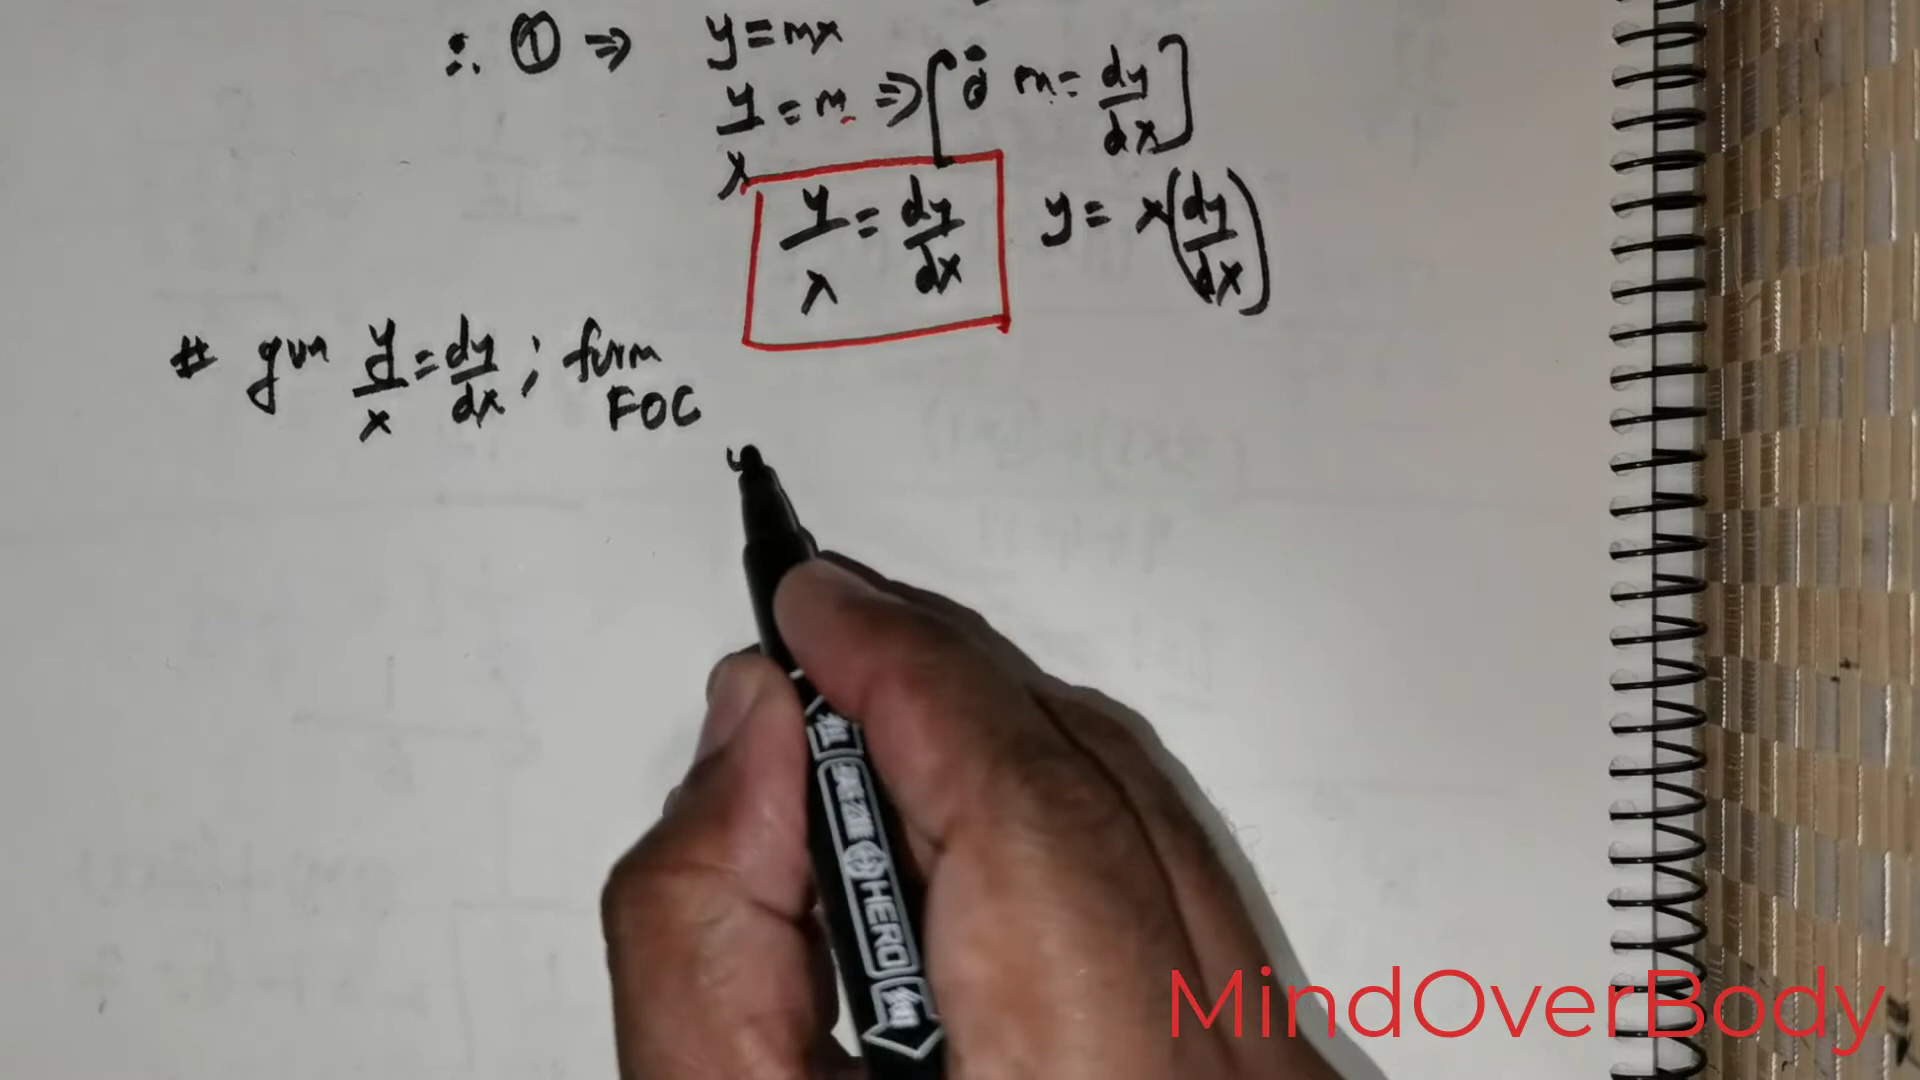 ∴ ① ⇒ y = mx
y/x = m ⇒ [ m = dy/dx ]
y/x = dy/dx y = x(dy/dx)
# gvn y/x = dy/dx ; form
FOC
HERO
MindOverBody